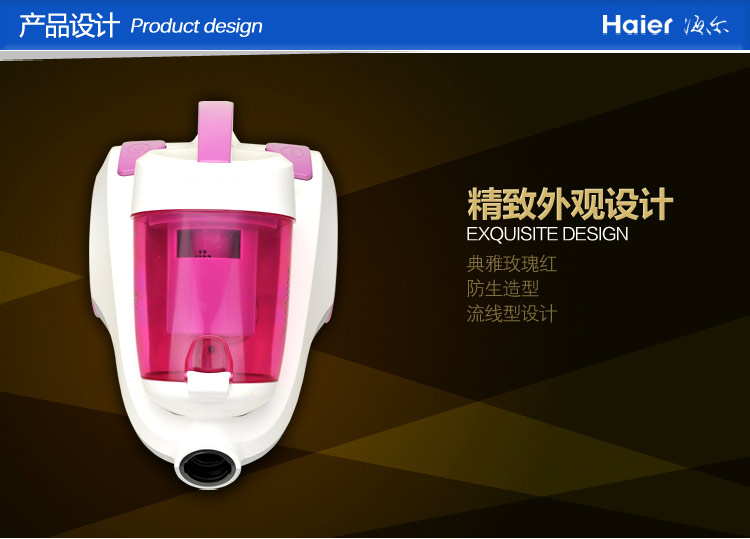 产品设计 Product design
Haier 海尔
精致外观设计
EXQUISITE DESIGN
典雅玫瑰红
防生造型
流线型设计